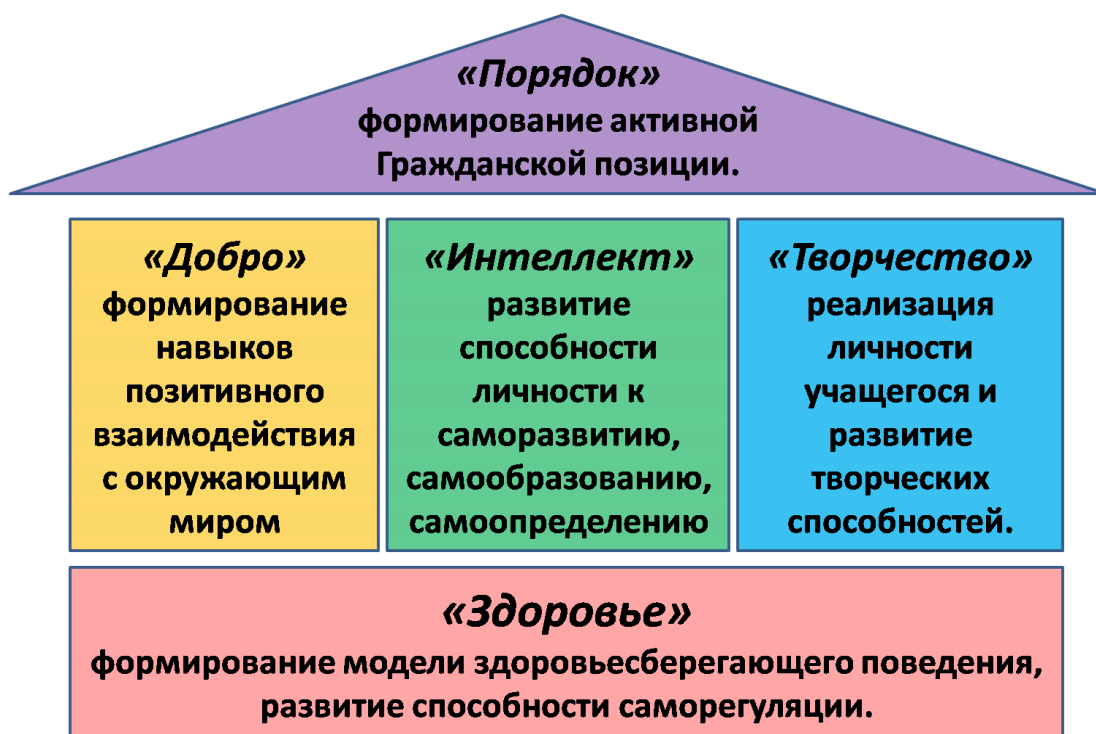 «Порядок»
формирование активной
Гражданской позиции.
«Добро»
формирование
навыков
позитивного
взаимодействия
с окружающим
миром
«Интеллект»
развитие
способности
личности к
саморазвитию,
самообразованию,
самоопределению
«Творчество»
реализация
личности
учащегося и
развитие
творческих
способностей.
«Здоровье»
формирование модели здоровьесберегающего поведения,
развитие способности саморегуляции.